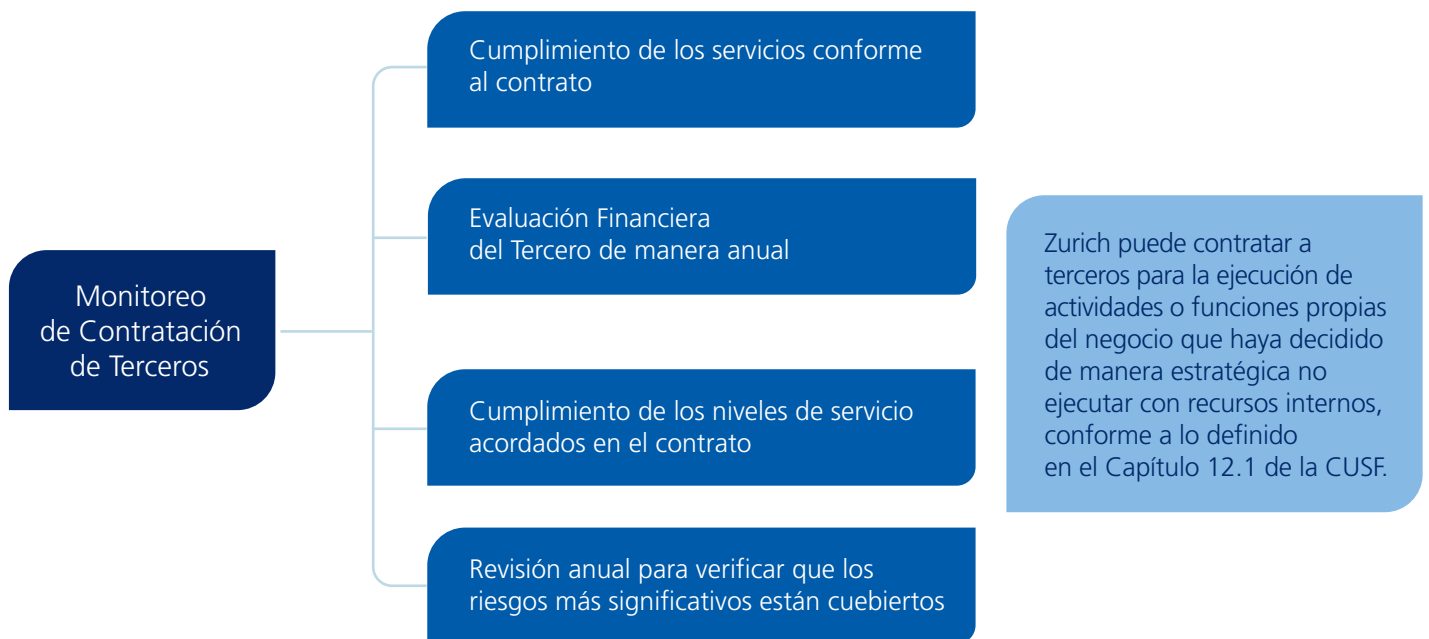 Monitoreo
de Contratación
de Terceros
Cumplimiento de los servicios conforme
al contrato
Evaluación Financiera
del Tercero de manera anual
Cumplimiento de los niveles de servicio
acordados en el contrato
Revisión anual para verificar que los
riesgos más significativos están cuebiertos
Zurich puede contratar a
terceros para la ejecución de
actividades o funciones propias
del negocio que haya decidido
de manera estratégica no
ejecutar con recursos internos,
conforme a lo definido
en el Capítulo 12.1 de la CUSF.